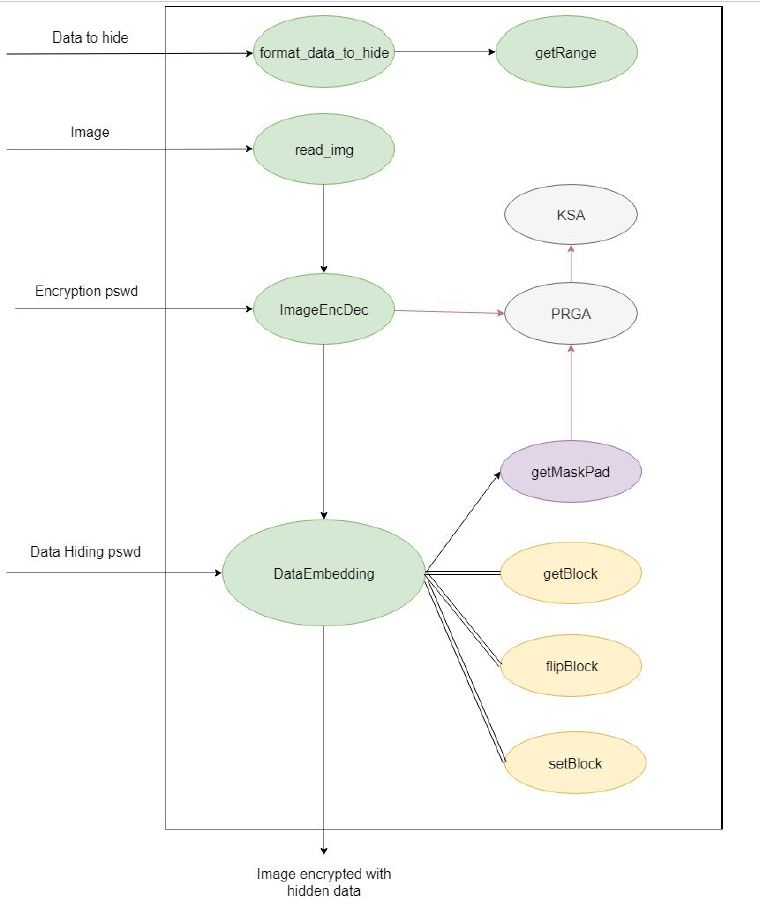 Data to hide
format_data_to_hide
getRange
Image
read_img
KSA
Encryption pswd
ImageEncDec
PRGA
getMaskPad
Data Hiding pswd
DataEmbedding
getBlock
flipBlock
setBlock
Image encrypted with
hidden data